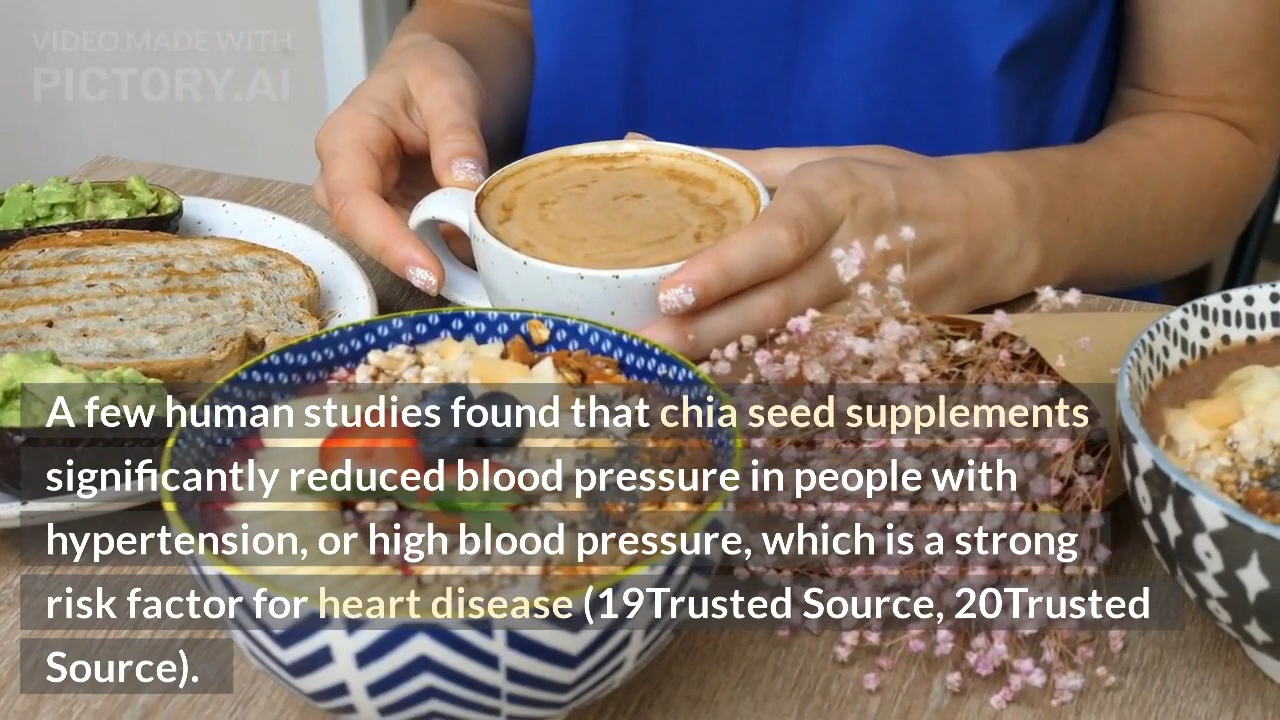 VIDEO MADE WITH
PICTORY.AI
A few human studies found that chia seed supplements
significantly reduced blood pressure in people with
hypertension, or high blood pressure, which is a strong
risk factor for heart disease (19Trusted Source, 20Trusted
Source).